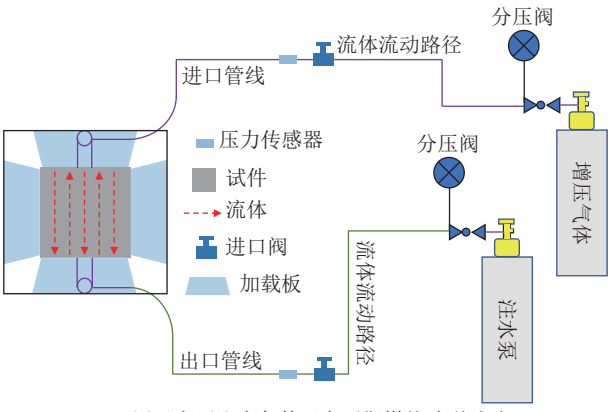 分压阀
流体流动路径
进口管线
压力传感器
试件
流体
进口阀
加载板
分压阀
增压气体
流体流动路径
注水泵
出口管线